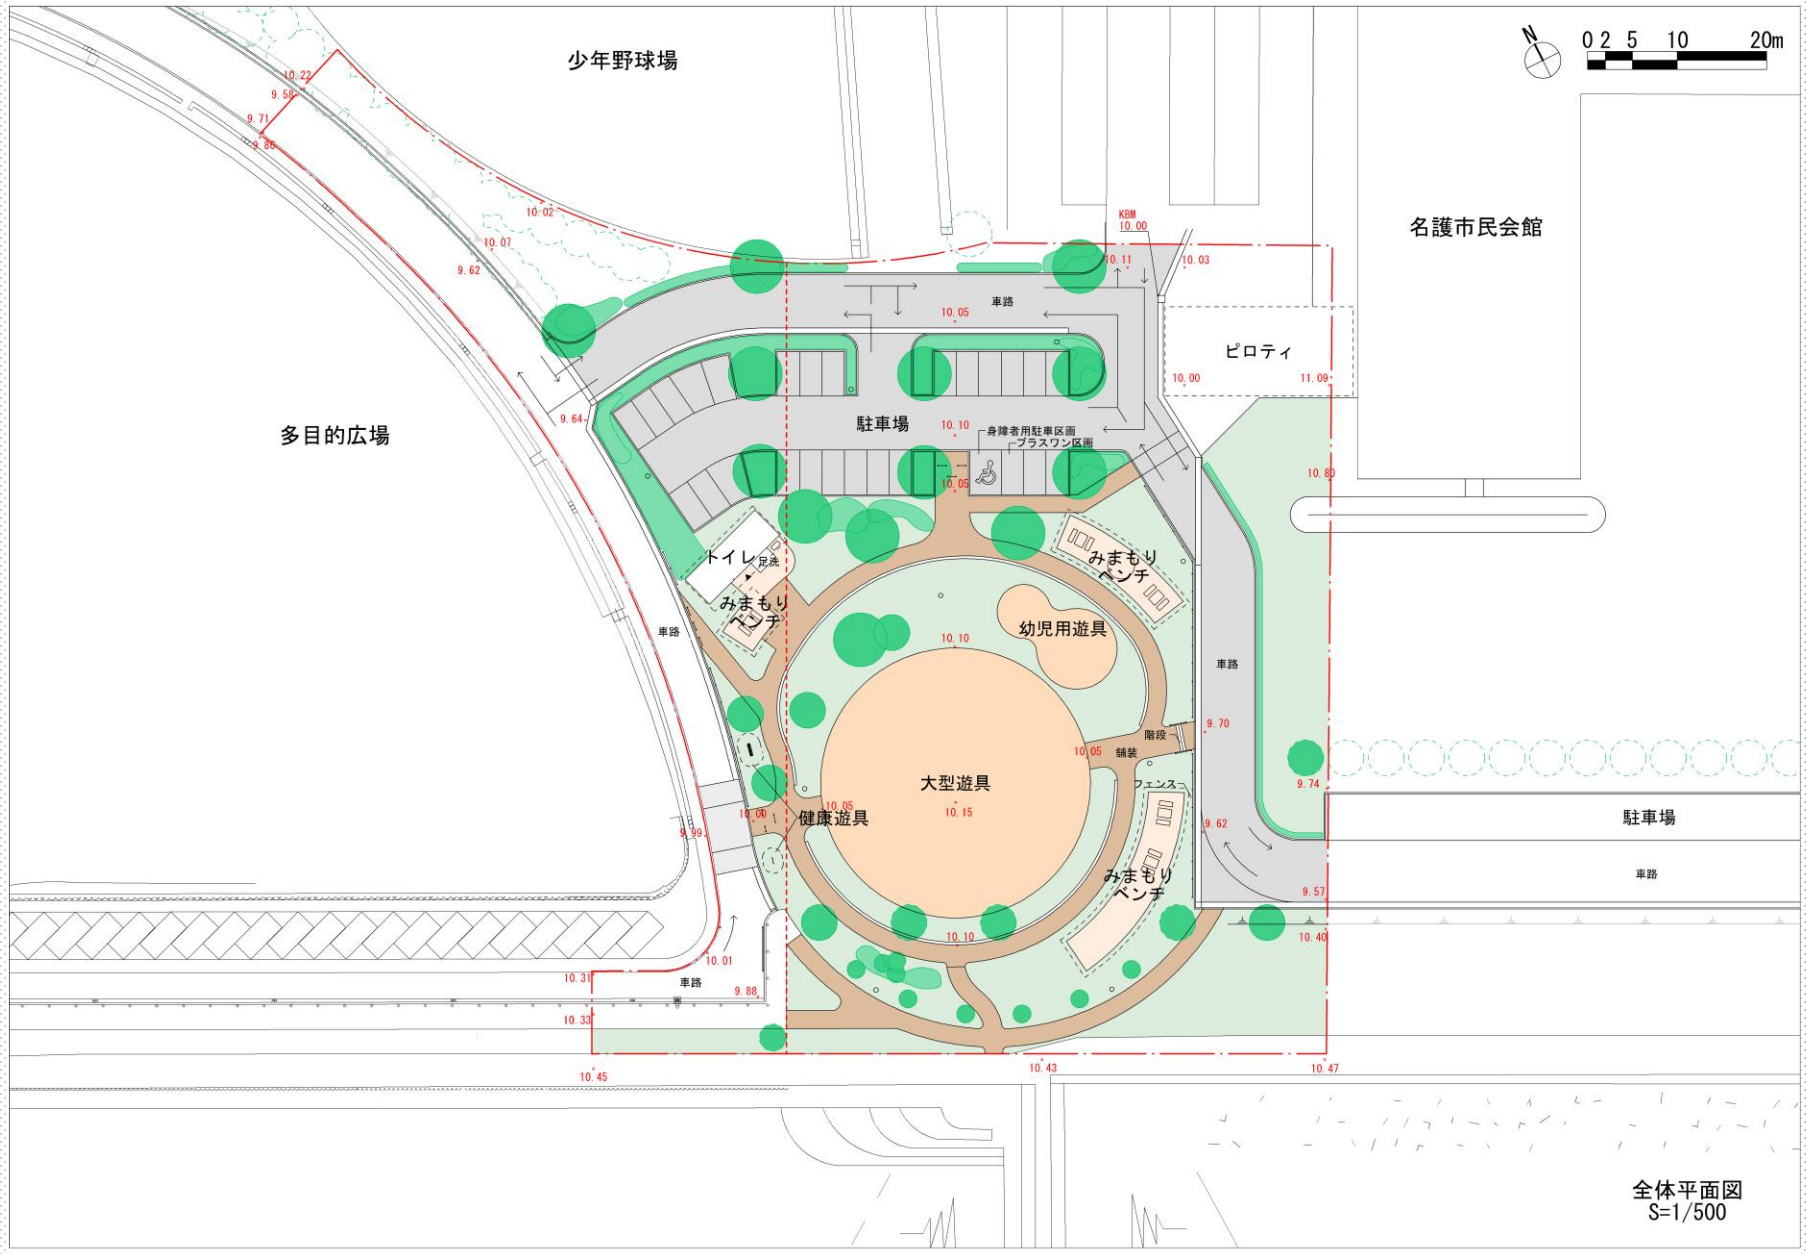 少年野球場
N
0 2 5 10 20m
10.22
9.58
9.71
9.86
10.02
10.07
9.62
KBM
10.00
10.11
10.03
名護市民会館
車路
10.05
ピロティ
10.00
11.09
9.64
多目的広場
駐車場
10.10
身障者用駐車区画
プラスワン区画
10.05
10.80
トイレ
足洗
みまもり
ベンチ
みまもり
ベンチ
車路
幼児用遊具
10.10
車路
9.70
階段
10.05
舗装
大型遊具
10.15
フェンス
9.74
10.05
10.00
健康遊具
9.99
9.62
駐車場
みまもり
ベンチ
車路
9.57
10.10
10.40
10.01
10.31
車路
9.88
10.33
10.45
10.43
10.47
全体平面図
S=1/500